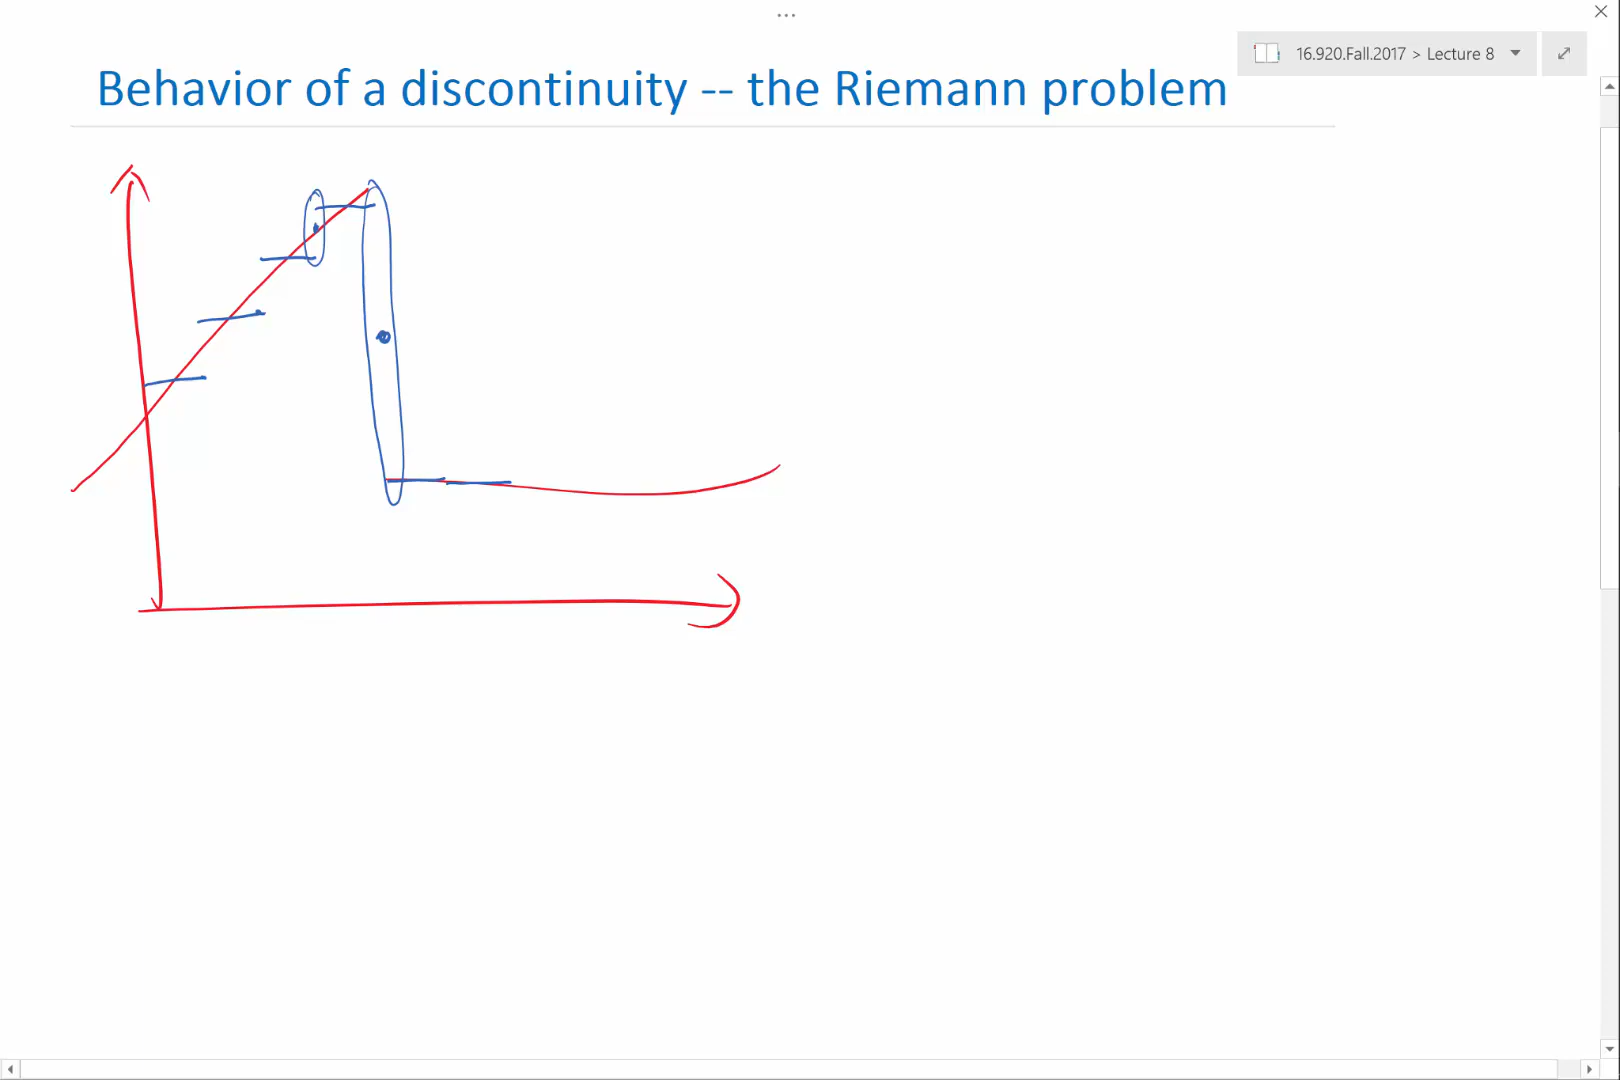 16.920.Fall.2017 > Lecture 8
Behavior of a discontinuity -- the Riemann problem